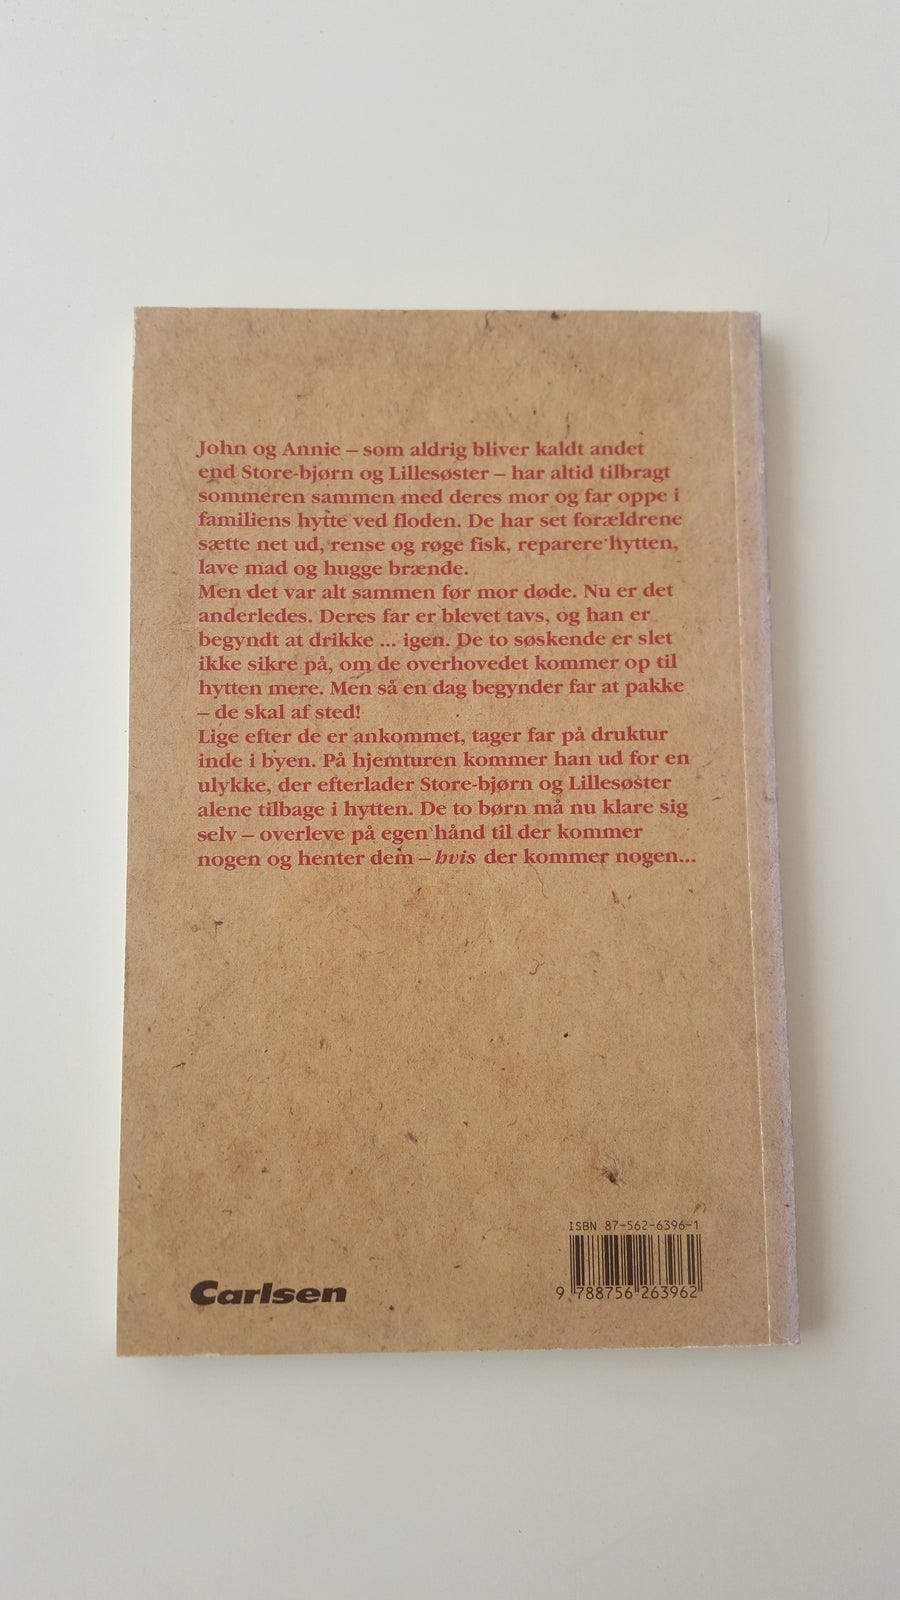 John og Annie – som aldrig bliver kaldt andet
end Store-bjørn og Lillesøster – har altid tilbragt
sommeren sammen med deres mor og far oppe i
familiens hytte ved floden. De har set forældrene
sætte net ud, rense og røge fisk, reparere hytten,
lave mad og hugge brænde.
Men det var alt sammen før mor døde. Nu er det
anderledes. Deres far er blevet tavs, og han er
begyndt at drikke ... igen. De to søskende er slet
ikke sikre på, om de overhovedet kommer op til
hytten mere. Men så en dag begynder far at pakke
– de skal af sted!
Lige efter de er ankommet, tager far på druktur
inde i byen. På hjemturen kommer han ud for en
ulykke, der efterlader Store-bjørn og Lillesøster
alene tilbage i hytten. De to børn må nu klare sig
selv – overleve på egen hånd til der kommer
nogen og henter dem – hvis der kommer nogen...
ISBN 87-562-6396-1
9 788756 263962
Carlsen